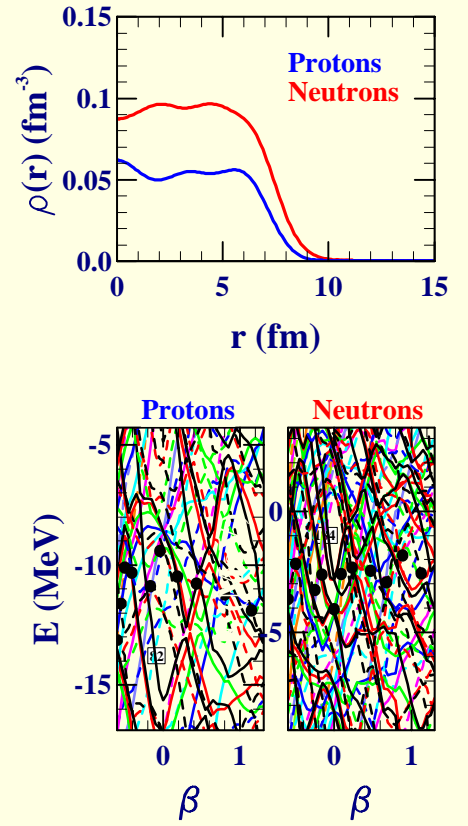 0.15
0.1
0.05
0.0
ρ(r) (fm-3)
Protons
Neutrons
0 5 10 15
r (fm)
Protons Neutrons
-5
-10
-15
E (MeV)
82
0
-5
0 1
0 1
β β